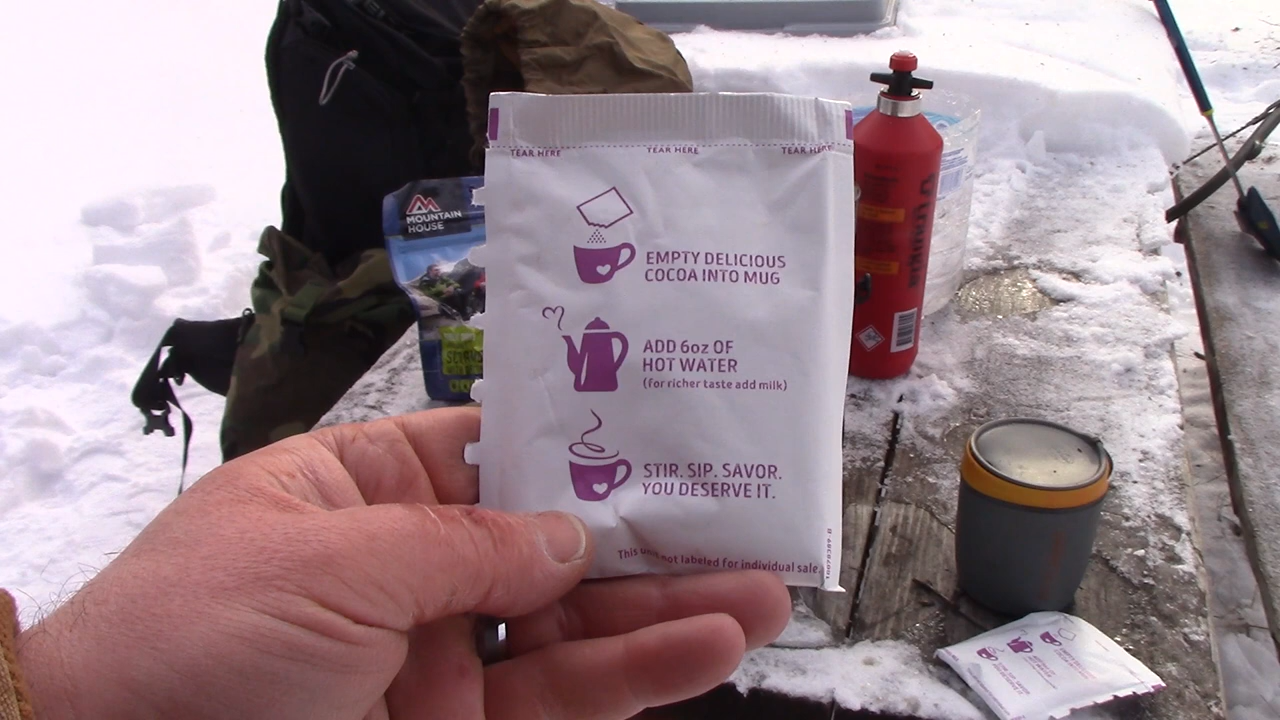 TEAR HERE TEAR HERE TEAR HERE
EMPTY DELICIOUS
COCOA INTO MUG
ADD 6oz OF
HOT WATER
(for richer taste add milk)
STIR. SIP. SAVOR.
YOU DESERVE IT.
This unit not labeled for individual sale.
MOUNTAIN
HOUSE